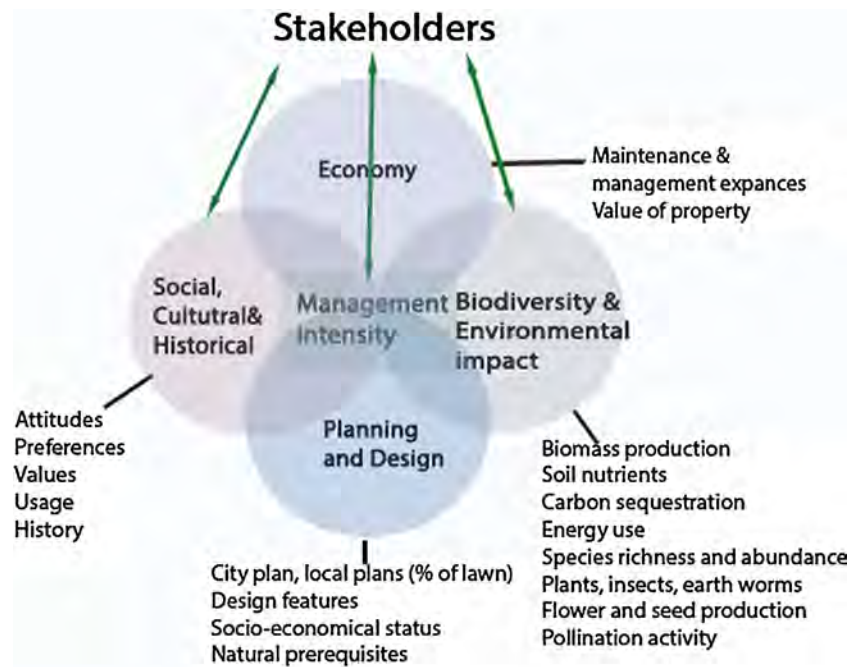 Stakeholders
Economy
Maintenance &
management expances
Value of property
Social,
Cultutral&
Historical
Management
Intensity
Biodiversity &
Environmental
impact
Planning
and Design
Attitudes
Preferences
Values
Usage
History
Biomass production
Soil nutrients
Carbon sequestration
Energy use
Species richness and abundance
Plants, insects, earth worms
Flower and seed production
Pollination activity
City plan, local plans (% of lawn)
Design features
Socio-economical status
Natural prerequisites